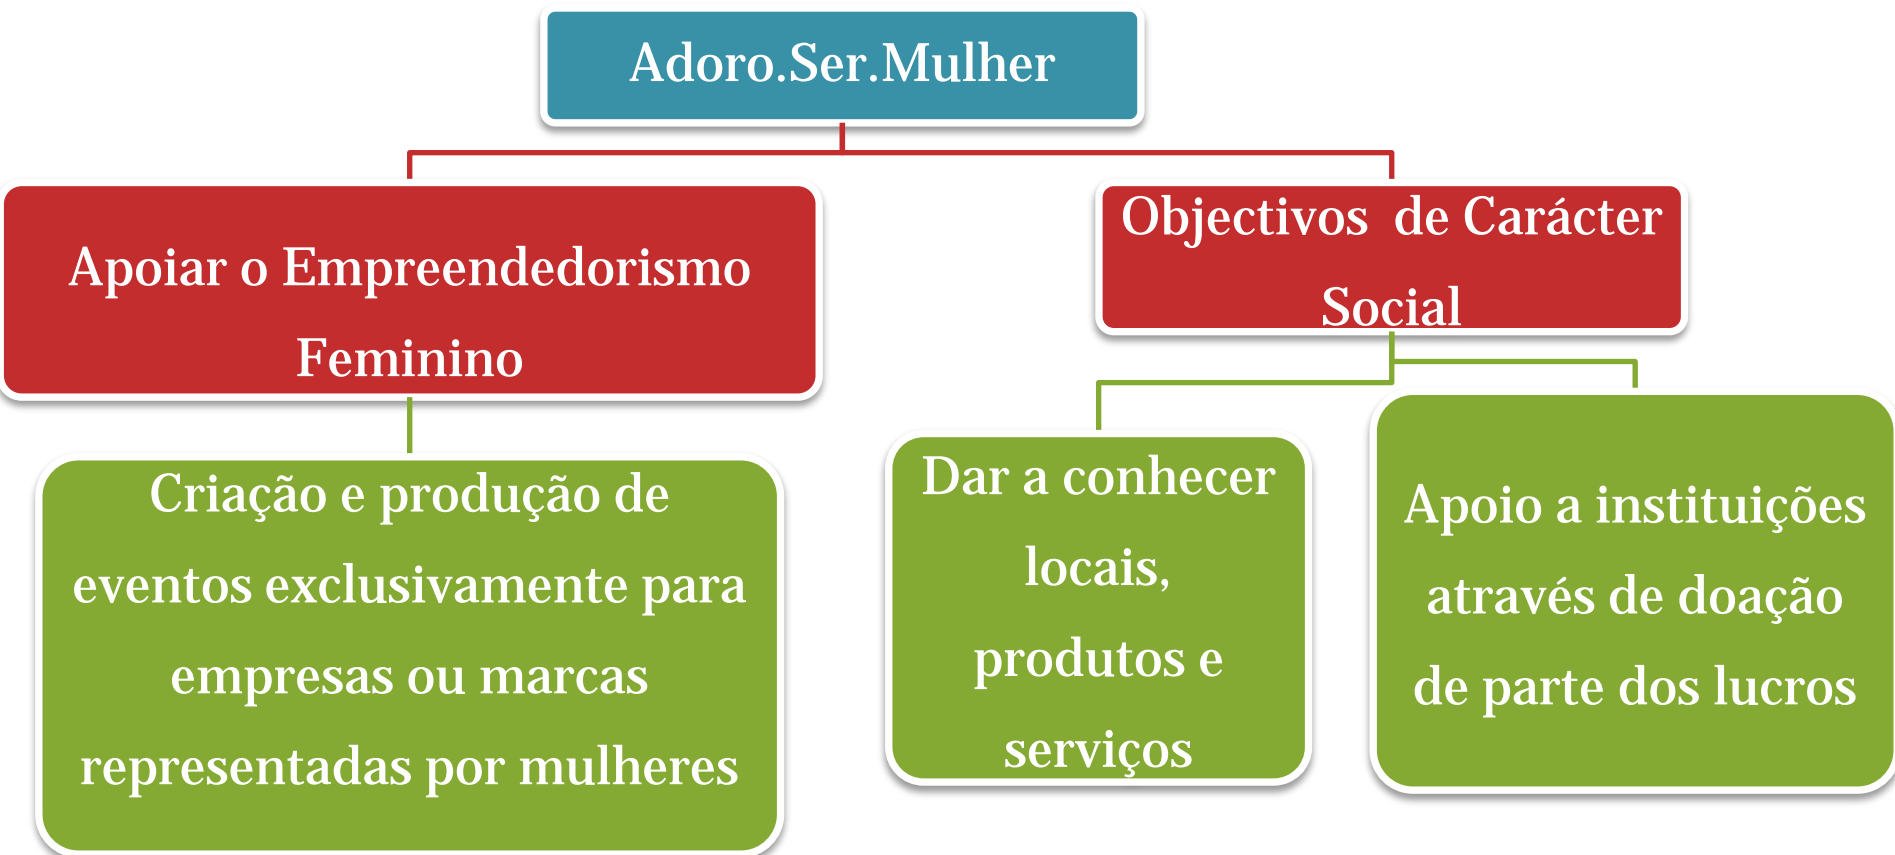 Adoro.Ser.Mulher
Apoiar o Empreendedorismo
Feminino
Objectivos de Carácter
Social
Criação e produção de
eventos exclusivamente para
empresas ou marcas
representadas por mulheres
Dar a conhecer
locais,
produtos e
serviços
Apoio a instituições
através de doação
de parte dos lucros